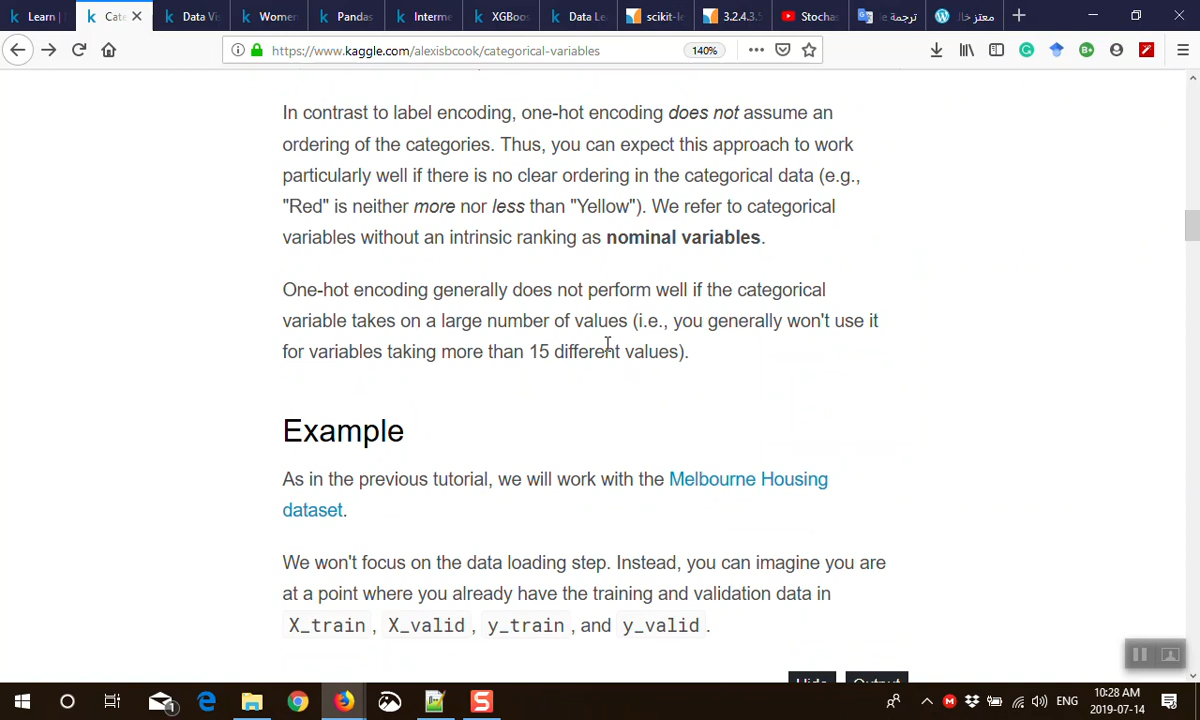 Learn |
Cate
Data Vis
Women
Pandas
Interme
XGBoos
Data Lea
scikit-le
3.2.4.3.5
Stochas
ترجمة
معتز خال
https://www.kaggle.com/alexisbcook/categorical-variables
140%
In contrast to label encoding, one-hot encoding does not assume an
ordering of the categories. Thus, you can expect this approach to work
particularly well if there is no clear ordering in the categorical data (e.g.,
"Red" is neither more nor less than "Yellow"). We refer to categorical
variables without an intrinsic ranking as nominal variables.
One-hot encoding generally does not perform well if the categorical
variable takes on a large number of values (i.e., you generally won't use it
for variables taking more than 15 different values).
Example
As in the previous tutorial, we will work with the Melbourne Housing
dataset.
We won't focus on the data loading step. Instead, you can imagine you are
at a point where you already have the training and validation data in
X_train, X_valid, y_train, and y_valid.
Hide Output
ENG
10:28 AM
2019-07-14